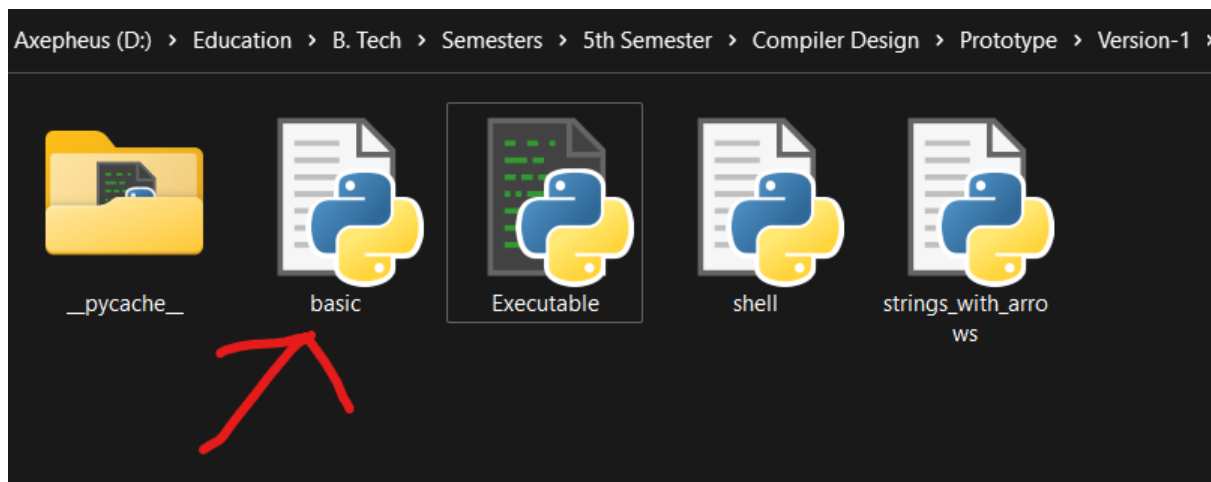 Axepheus (D:) > Education > B. Tech > Semesters > 5th Semester > Compiler Design > Prototype > Version-1 >
__pycache__
basic
Executable
shell
strings_with_arro
ws